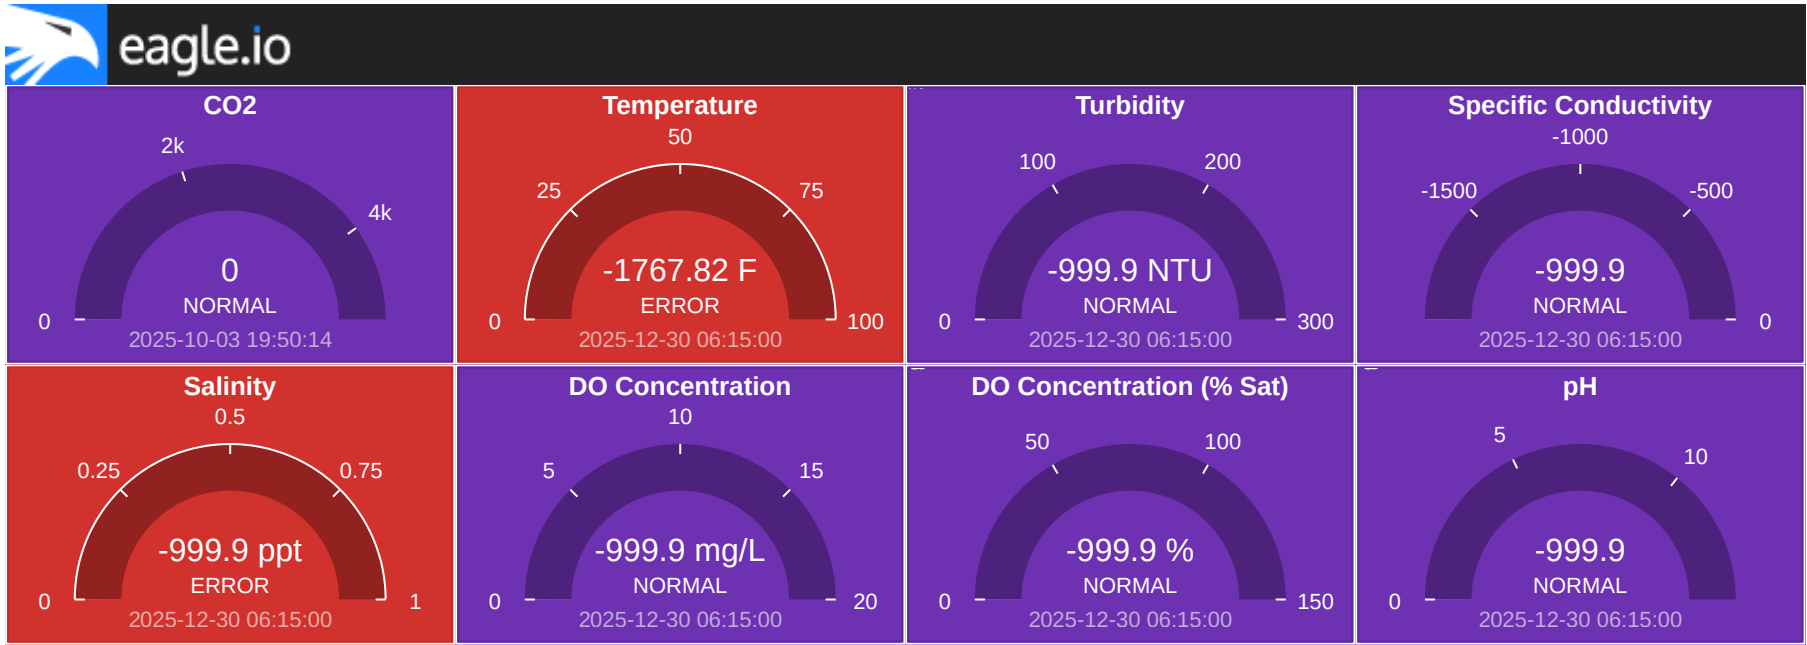 eagle.io
CO2
2k
4k
0
NORMAL
0
2025-10-03 19:50:14
Temperature
50
25
75
-1767.82 F
ERROR
0
100
2025-12-30 06:15:00
Turbidity
100
200
-999.9 NTU
NORMAL
0
300
2025-12-30 06:15:00
Specific Conductivity
-1000
-1500
-500
-999.9
NORMAL
0
2025-12-30 06:15:00
Salinity
0.5
0.25
0.75
-999.9 ppt
ERROR
0
1
2025-12-30 06:15:00
DO Concentration
10
5
15
-999.9 mg/L
NORMAL
0
20
2025-12-30 06:15:00
DO Concentration (% Sat)
50
100
-999.9 %
NORMAL
0
150
2025-12-30 06:15:00
pH
5
10
-999.9
NORMAL
0
2025-12-30 06:15:00